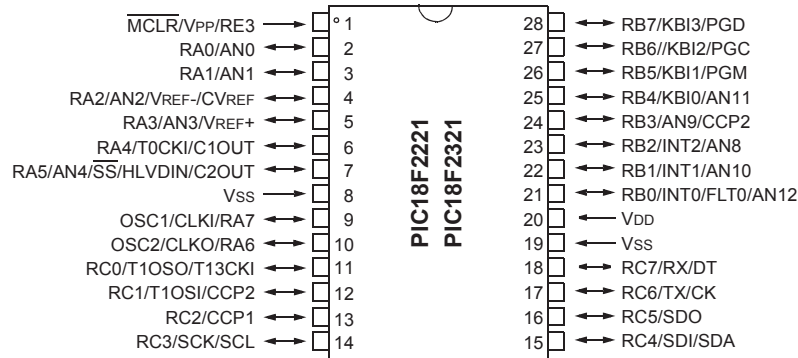 MCLR/VPP/RE3 1 28 RB7/KBI3/PGD
RA0/AN0 2 27 RB6//KBI2/PGC
RA1/AN1 3 26 RB5/KBI1/PGM
RA2/AN2/VREF-/CVREF 4 25 RB4/KBI0/AN11
RA3/AN3/VREF+ 5 24 RB3/AN9/CCP2
RA4/T0CKI/C1OUT 6 23 RB2/INT2/AN8
RA5/AN4/SS/HLVDIN/C2OUT 7 22 RB1/INT1/AN10
VSS 8 21 RB0/INT0/FLT0/AN12
OSC1/CLKI/RA7 9 20 VDD
OSC2/CLKO/RA6 10 19 VSS
RC0/T1OSO/T13CKI 11 18 RC7/RX/DT
RC1/T1OSI/CCP2 12 17 RC6/TX/CK
RC2/CCP1 13 16 RC5/SDO
RC3/SCK/SCL 14 15 RC4/SDI/SDA
PIC18F2221
PIC18F2321